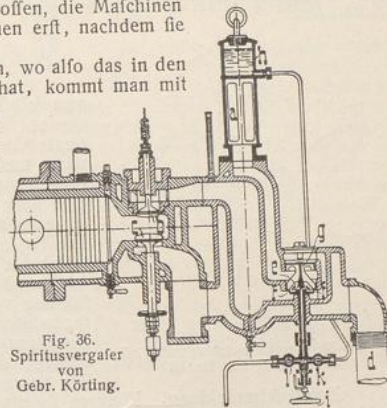 offen, die Maſchinen
en erſt, nachdem ſie
n, wo alſo das in den
hat, kommt man mit
Fig. 36.
Spiritusvergaſer
von
Gebr. Körting.
d
i